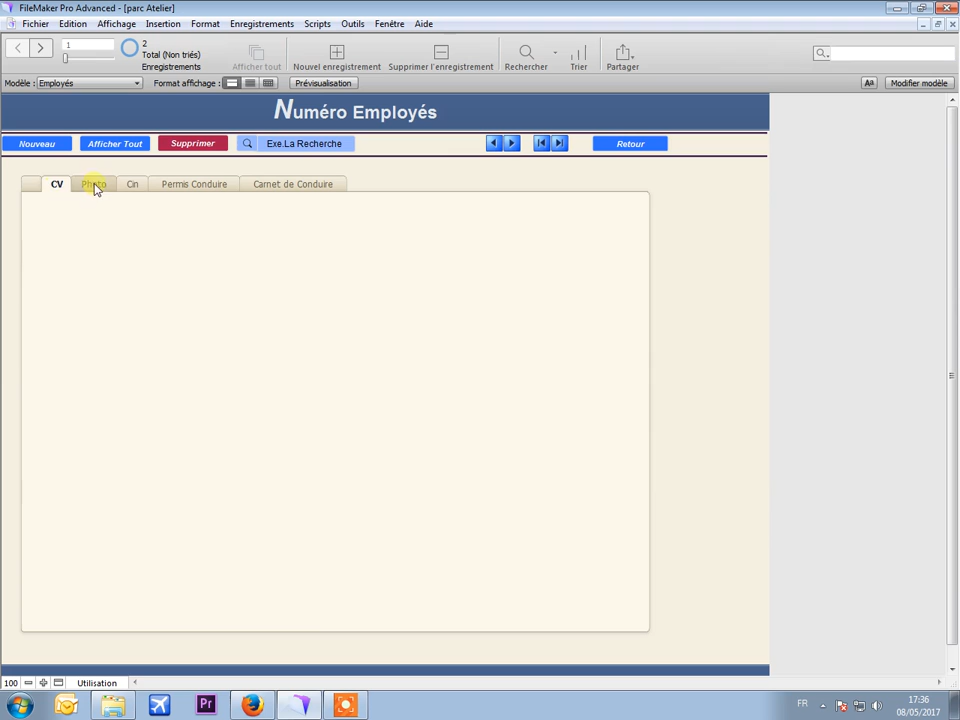 FileMaker Pro Advanced - [parc Atelier]
Fichier Edition Affichage Insertion Format Enregistrements Scripts Outils Fenêtre Aide
1
2
Total (Non triés)
Enregistrements
Afficher tout
Nouvel enregistrement
Supprimer l'enregistrement
Rechercher
Trier
Partager
Modèle : Employés Format affichage : Prévisualisation Aa Modifier modèle
Numéro Employés
Nouveau Afficher Tout Supprimer Exe.La Recherche Retour
CV Photo Cin Permis Conduire Carnet de Conduire
100 Utilisation
Pr
FR
17:36
08/05/2017